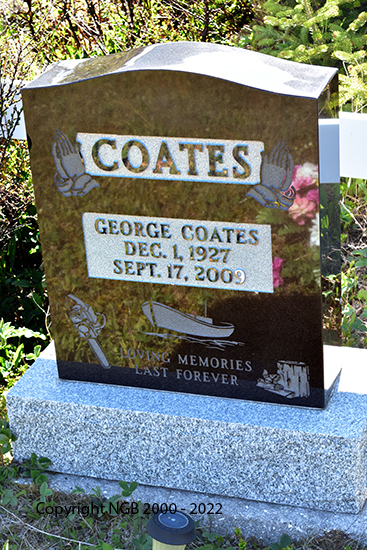 COATES
GEORGE COATES
DEC. 1, 1927
SEPT. 17, 2009
LOVING MEMORIES
LAST FOREVER
Copyright NGB 2000 - 2022